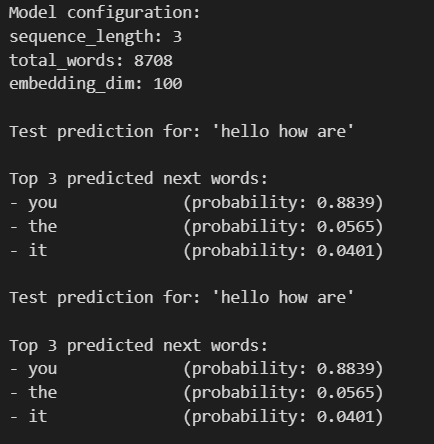 Model configuration:
sequence_length: 3
total_words: 8708
embedding_dim: 100
Test prediction for: 'hello how are'
Top 3 predicted next words:
- you (probability: 0.8839)
- the (probability: 0.0565)
- it (probability: 0.0401)
Test prediction for: 'hello how are'
Top 3 predicted next words:
- you (probability: 0.8839)
- the (probability: 0.0565)
- it (probability: 0.0401)